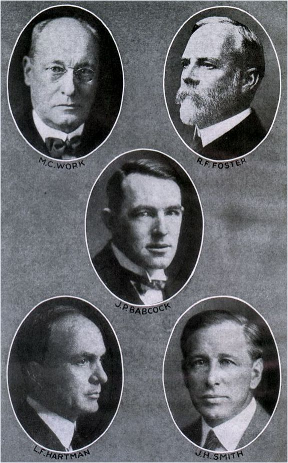 M.C. WORK
R.F. FOSTER
J.P. BABCOCK
L.F. HARTMAN
J.H. SMITH